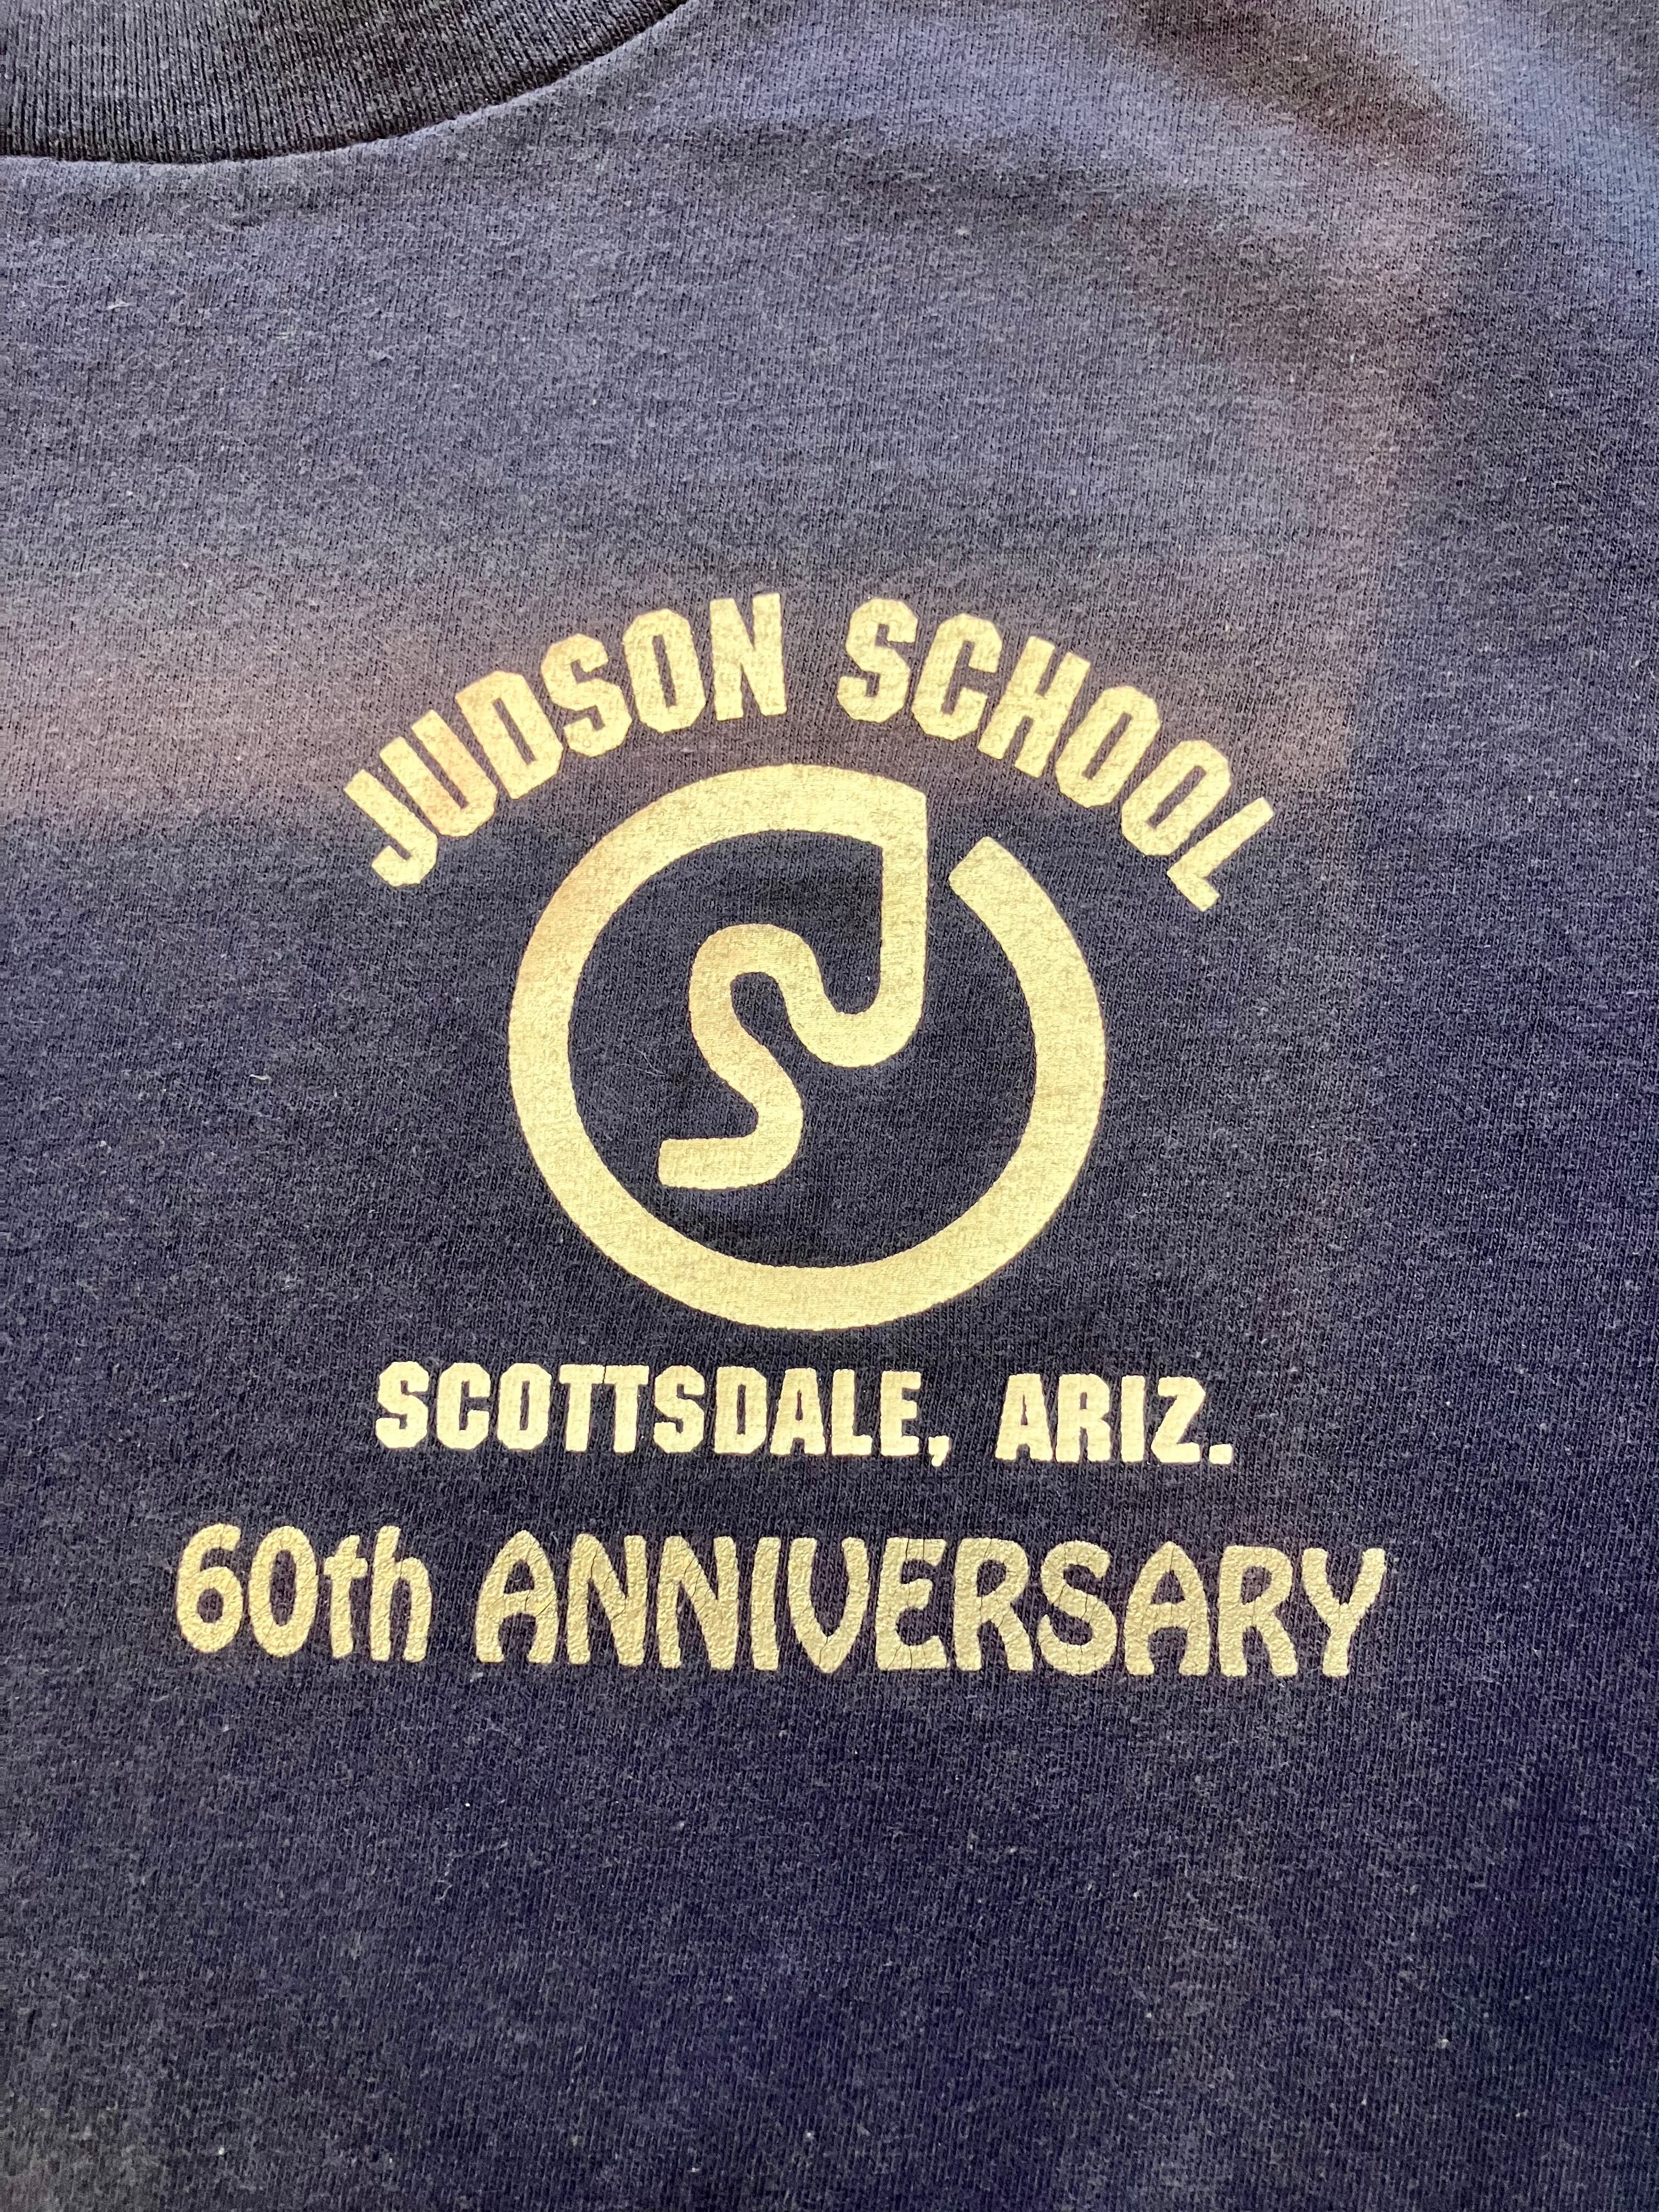 JUDSON SCHOOL
SCOTTSDALE, ARIZ.
60th ANNIVERSARY